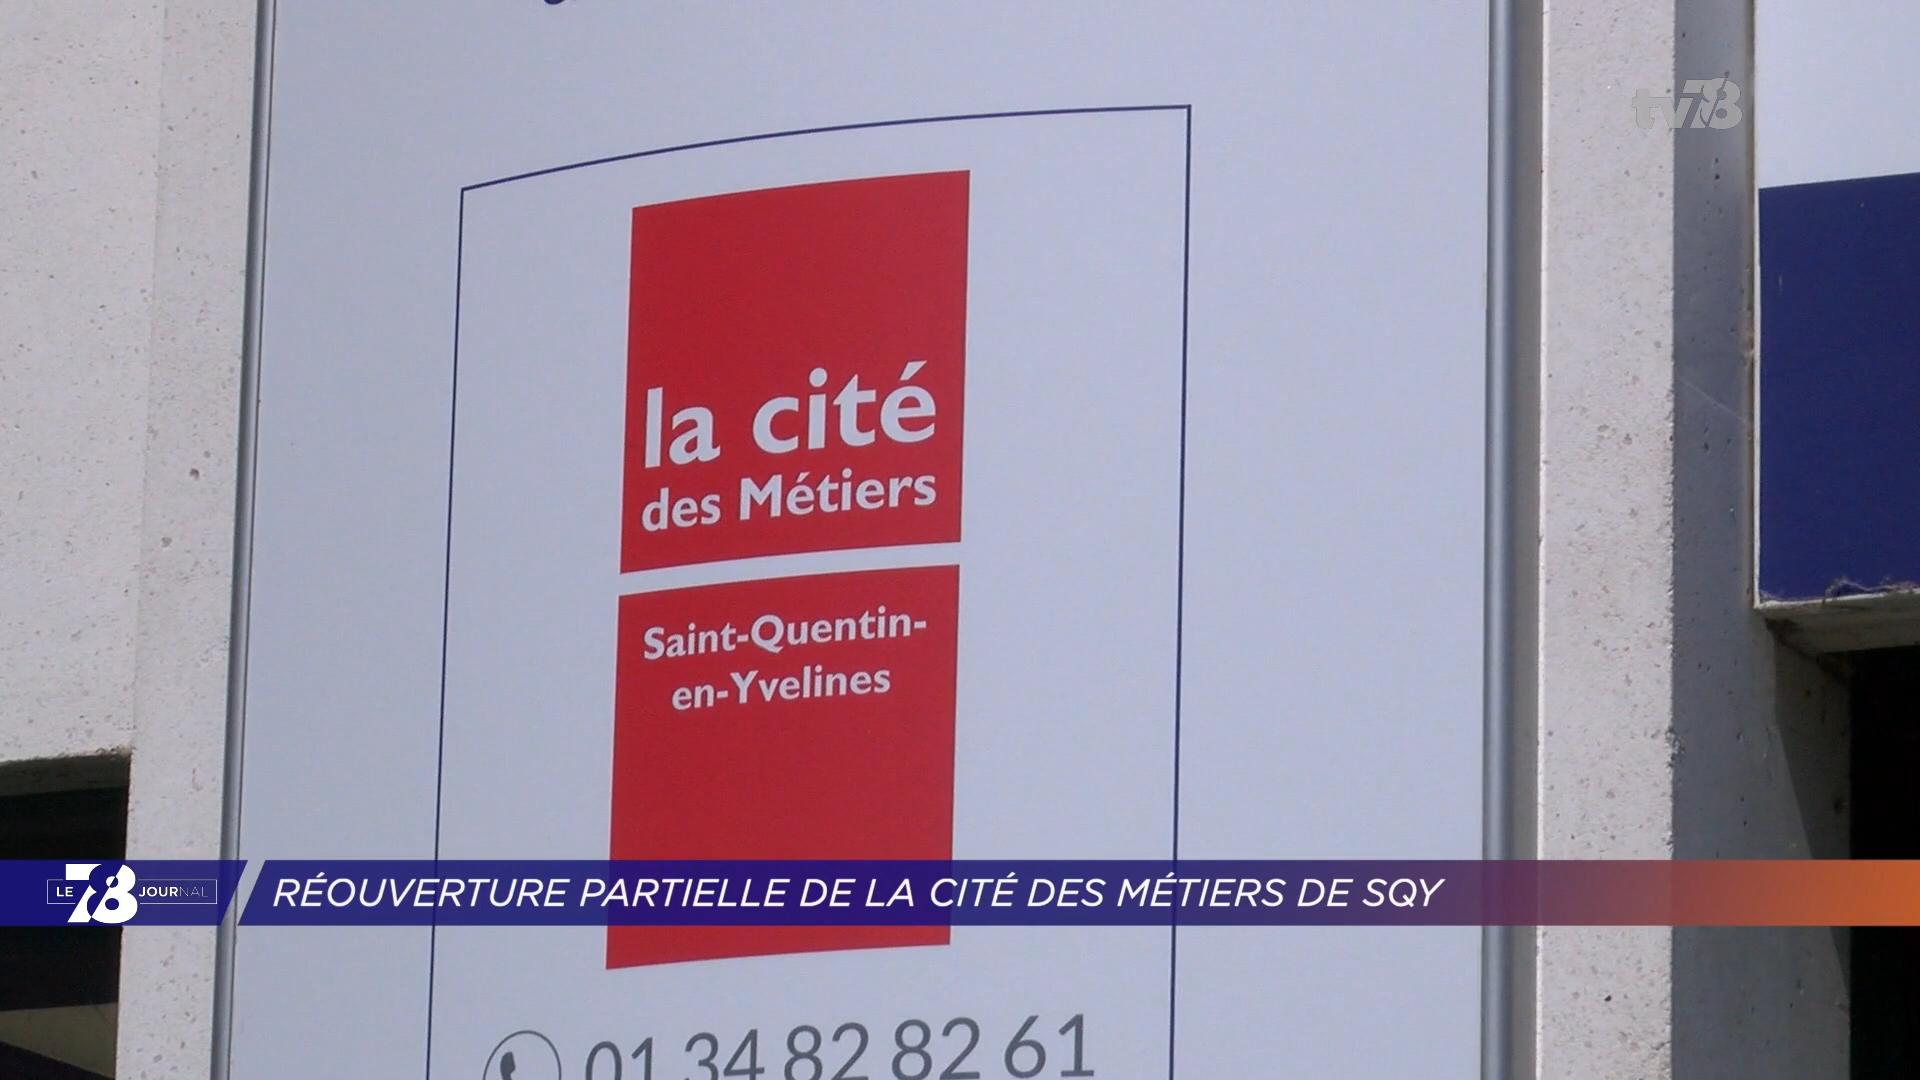 tv78
la cité
des Métiers
Saint-Quentin-
en-Yvelines
LE 78 JOURNAL
RÉOUVERTURE PARTIELLE DE LA CITÉ DES MÉTIERS DE SQY
01 34 82 82 61